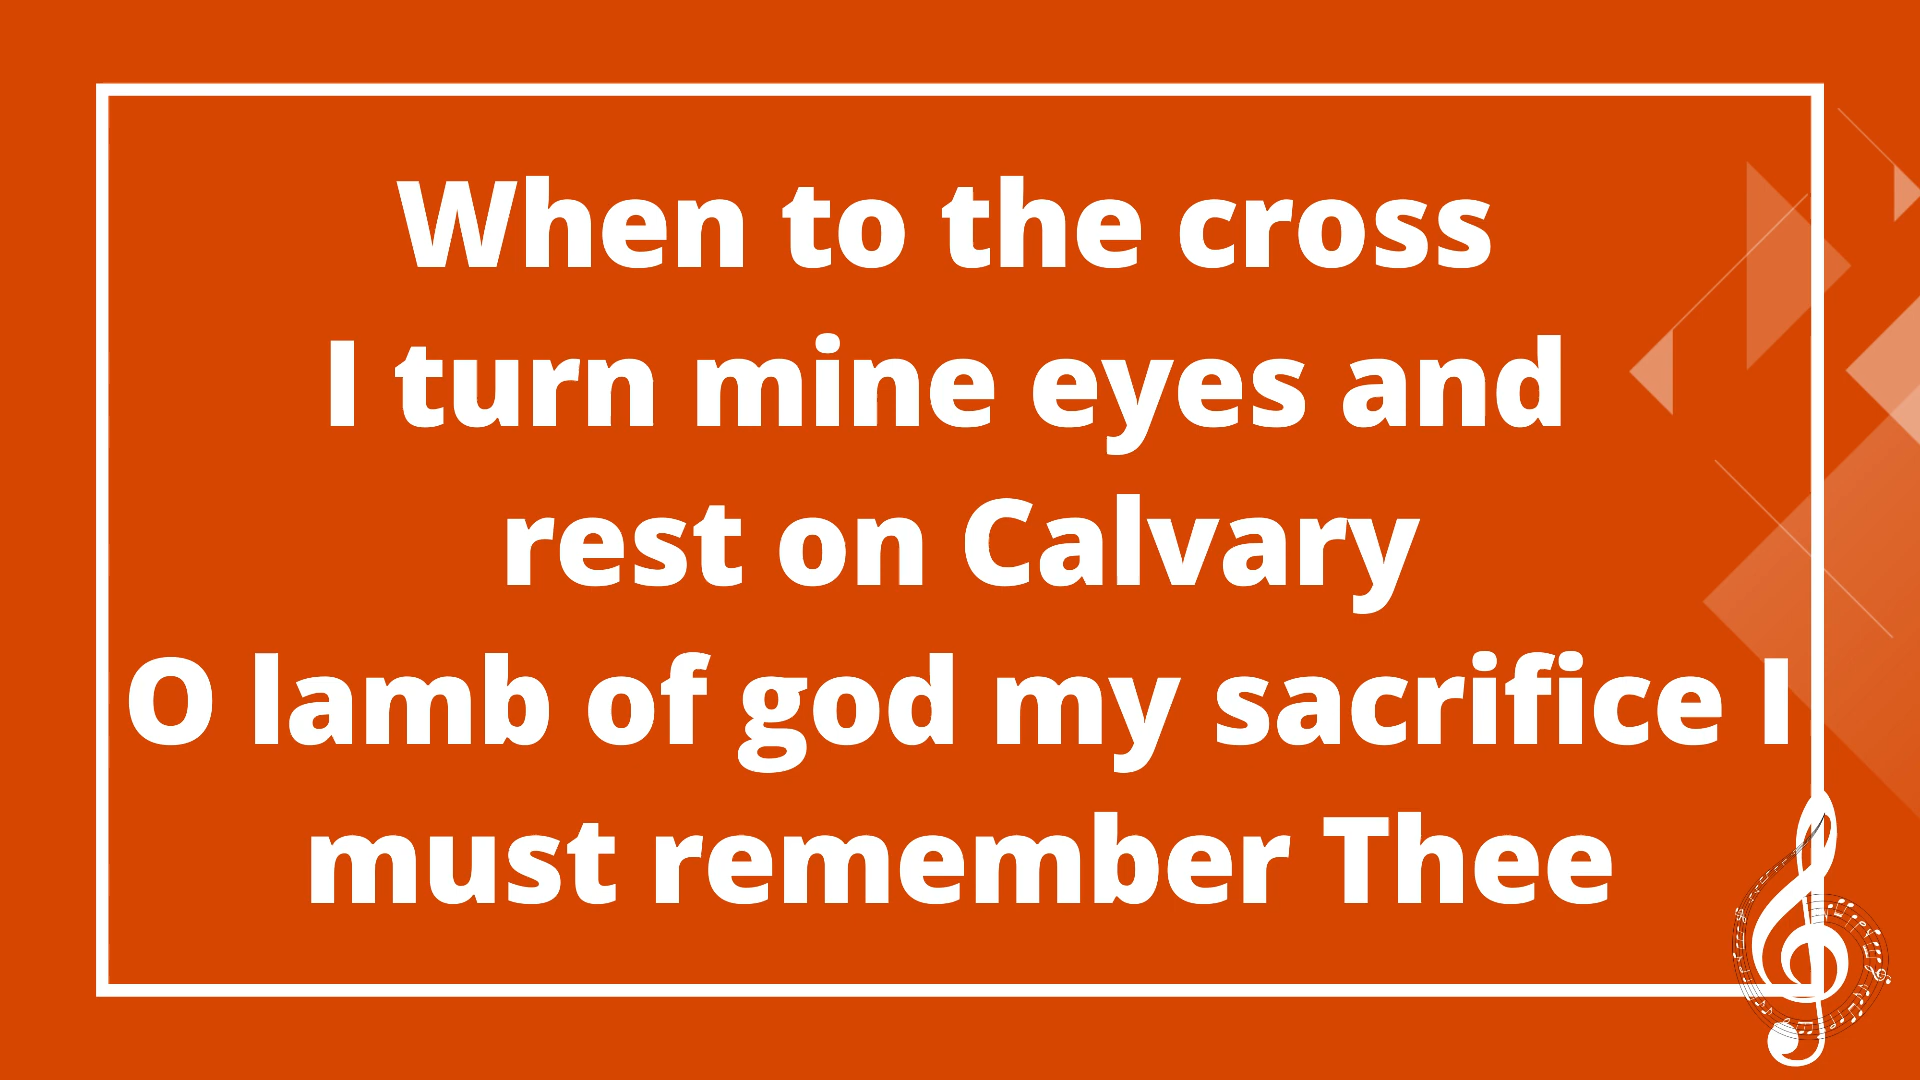 When to the cross
I turn mine eyes and
rest on Calvary
O lamb of god my sacrifice I
must remember Thee